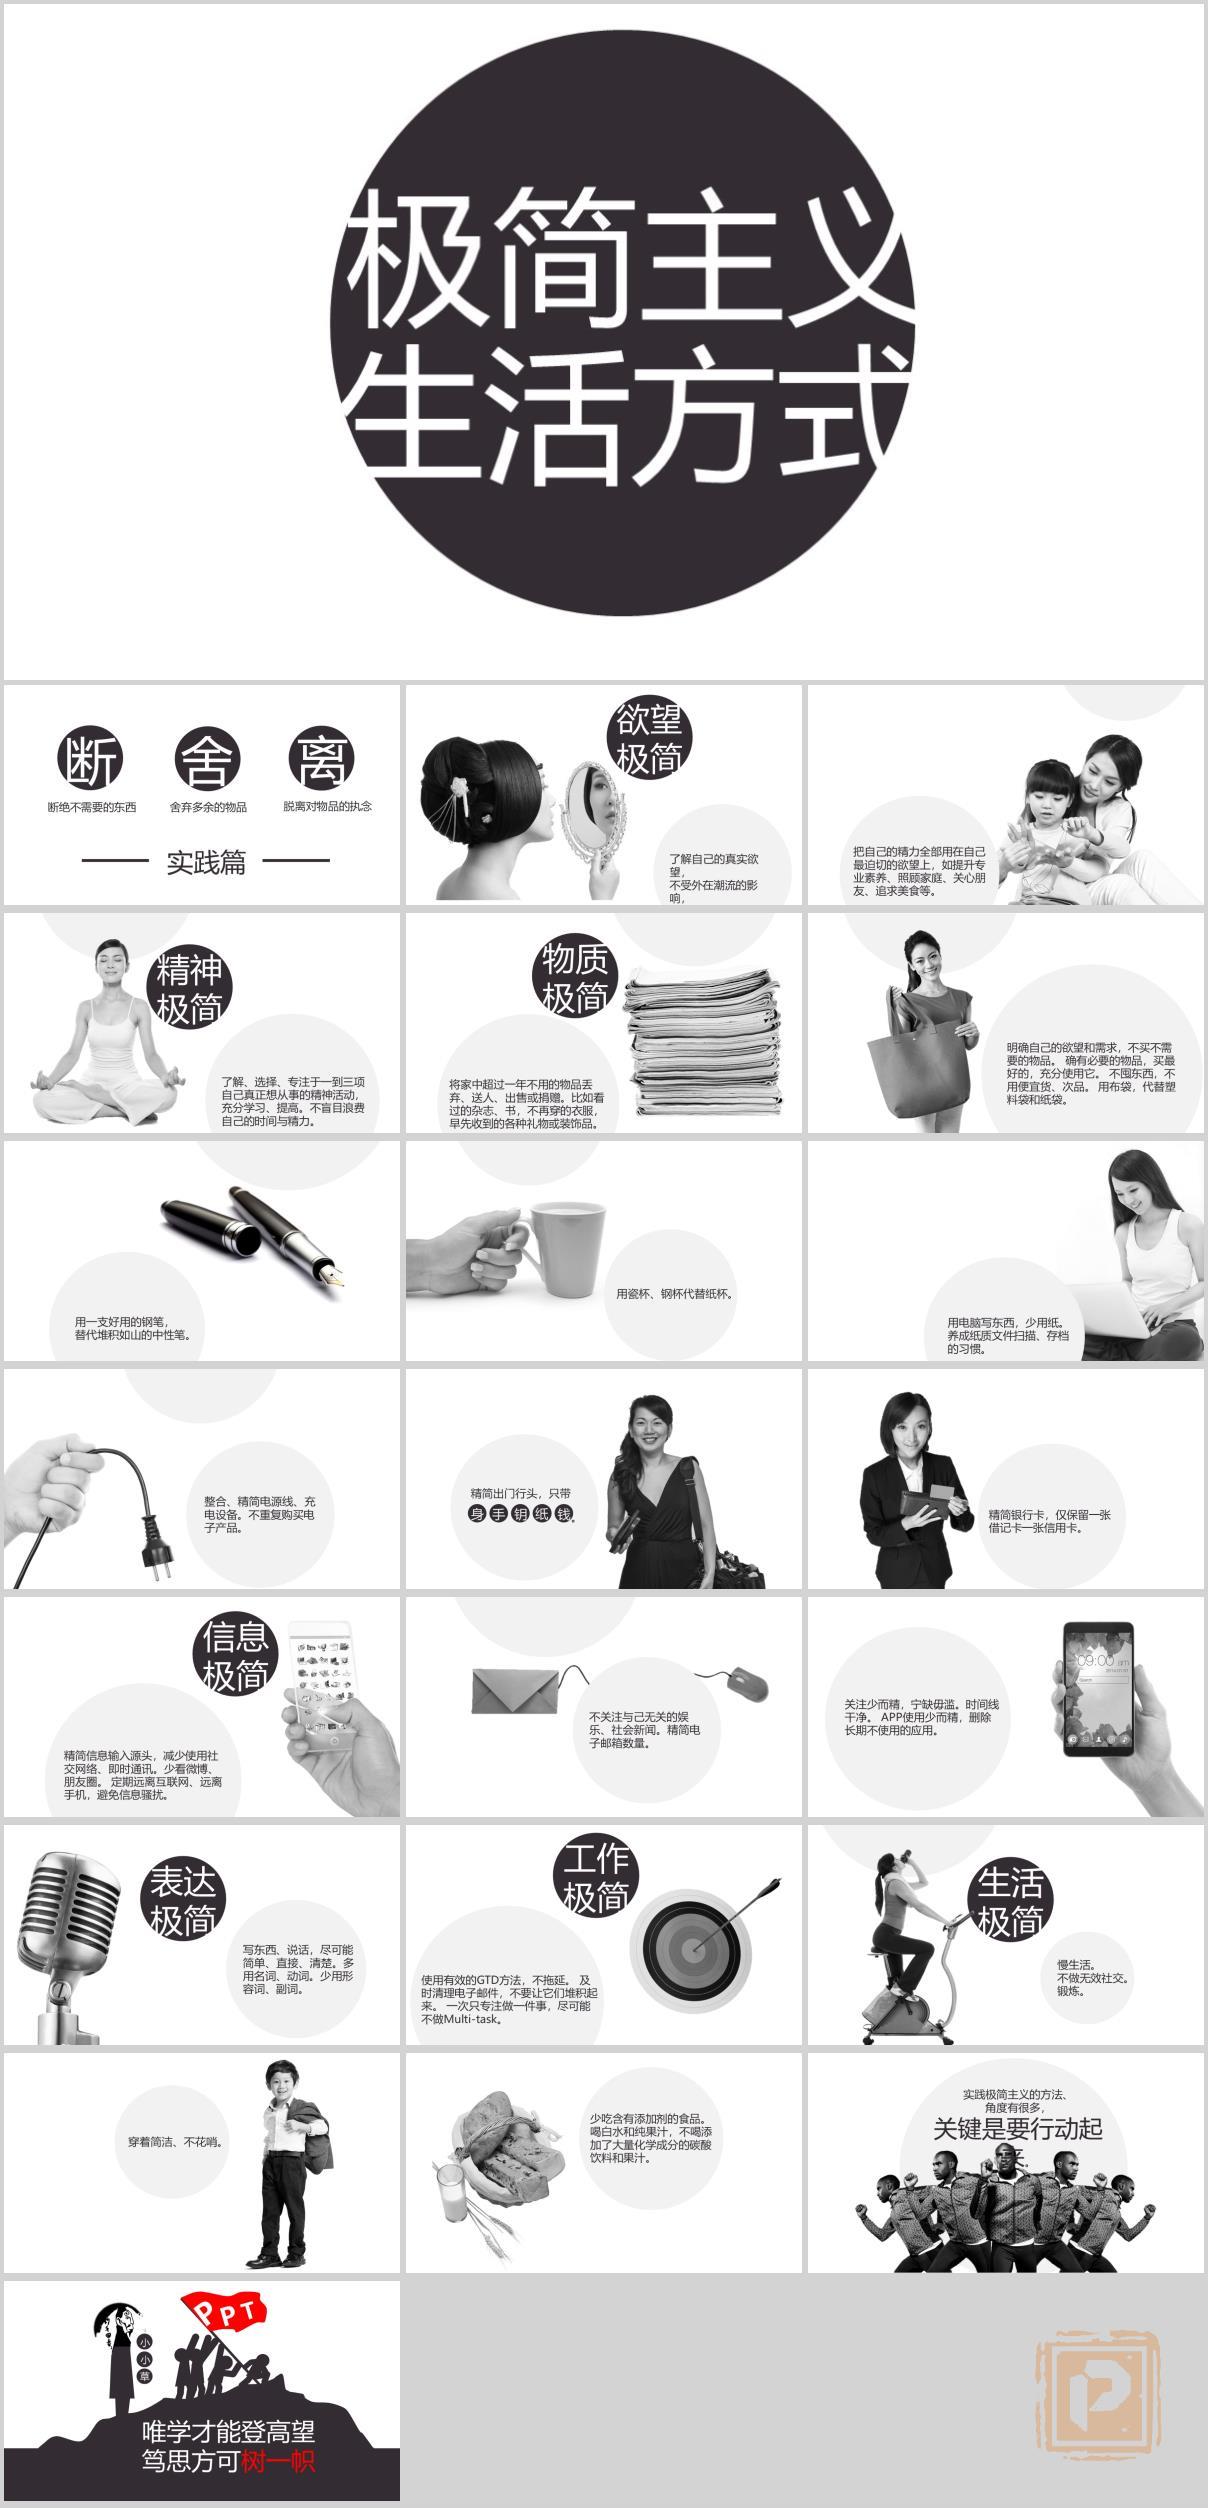 极简主义
生活方式
断
舍
离
断绝不需要的东西
舍弃多余的物品
脱离对物品的执念
实践篇
欲望
极简
了解自己的真实欲
望，
不受外在潮流的影
响，
把自己的精力全部用在自己
最迫切的欲望上，如提升专
业素养、照顾家庭、关心朋
友、追求美食等。
精神
极简
了解、选择、专注于一到三项
自己真正想从事的精神活动，
充分学习、提高。不盲目浪费
自己的时间与精力。
物质
极简
将家中超过一年不用的物品丢
弃、送人、出售或捐赠。比如看
过的杂志、书，不再穿的衣服，
早先收到的各种礼物或装饰品。
明确自己的欲望和需求，不买不需
要的物品。 确有必要的物品，买最
好的，充分使用它。 不囤东西，不
用便宜货、次品。 用布袋，代替塑
料袋和纸袋。
用一支好用的钢笔，
替代堆积如山的中性笔。
用瓷杯、钢杯代替纸杯。
用电脑写东西，少用纸。
养成纸质文件扫描、存档
的习惯。
整合、精简电源线、充
电设备。不重复购买电
子产品。
精简出门行头，只带
身手钥纸钱。
精简银行卡，仅保留一张
借记卡一张信用卡。
信息
极简
精简信息输入源头，减少使用社
交网络、即时通讯。少看微博、
朋友圈。 定期远离互联网、远离
手机，避免信息骚扰。
不关注与己无关的娱
乐、社会新闻。精简电
子邮箱数量。
关注少而精，宁缺毋滥。时间线
干净。 APP使用少而精，删除
长期不使用的应用。
09:00 am
表达
极简
写东西、说话，尽可能
简单、直接、清楚。多
用名词、动词。少用形
容词、副词。
工作
极简
使用有效的GTD方法，不拖延。 及
时清理电子邮件，不要让它们堆积起
来。 一次只专注做一件事，尽可能
不做Multi-task。
生活
极简
慢生活。
不做无效社交。
锻炼。
穿着简洁、不花哨。
少吃含有添加剂的食品。
喝白水和纯果汁，不喝添
加了大量化学成分的碳酸
饮料和果汁。
实践极简主义的方法、
角度有很多，
关键是要行动起
来。
PPT
小
小
草
唯学才能登高望
笃思方可树一帜